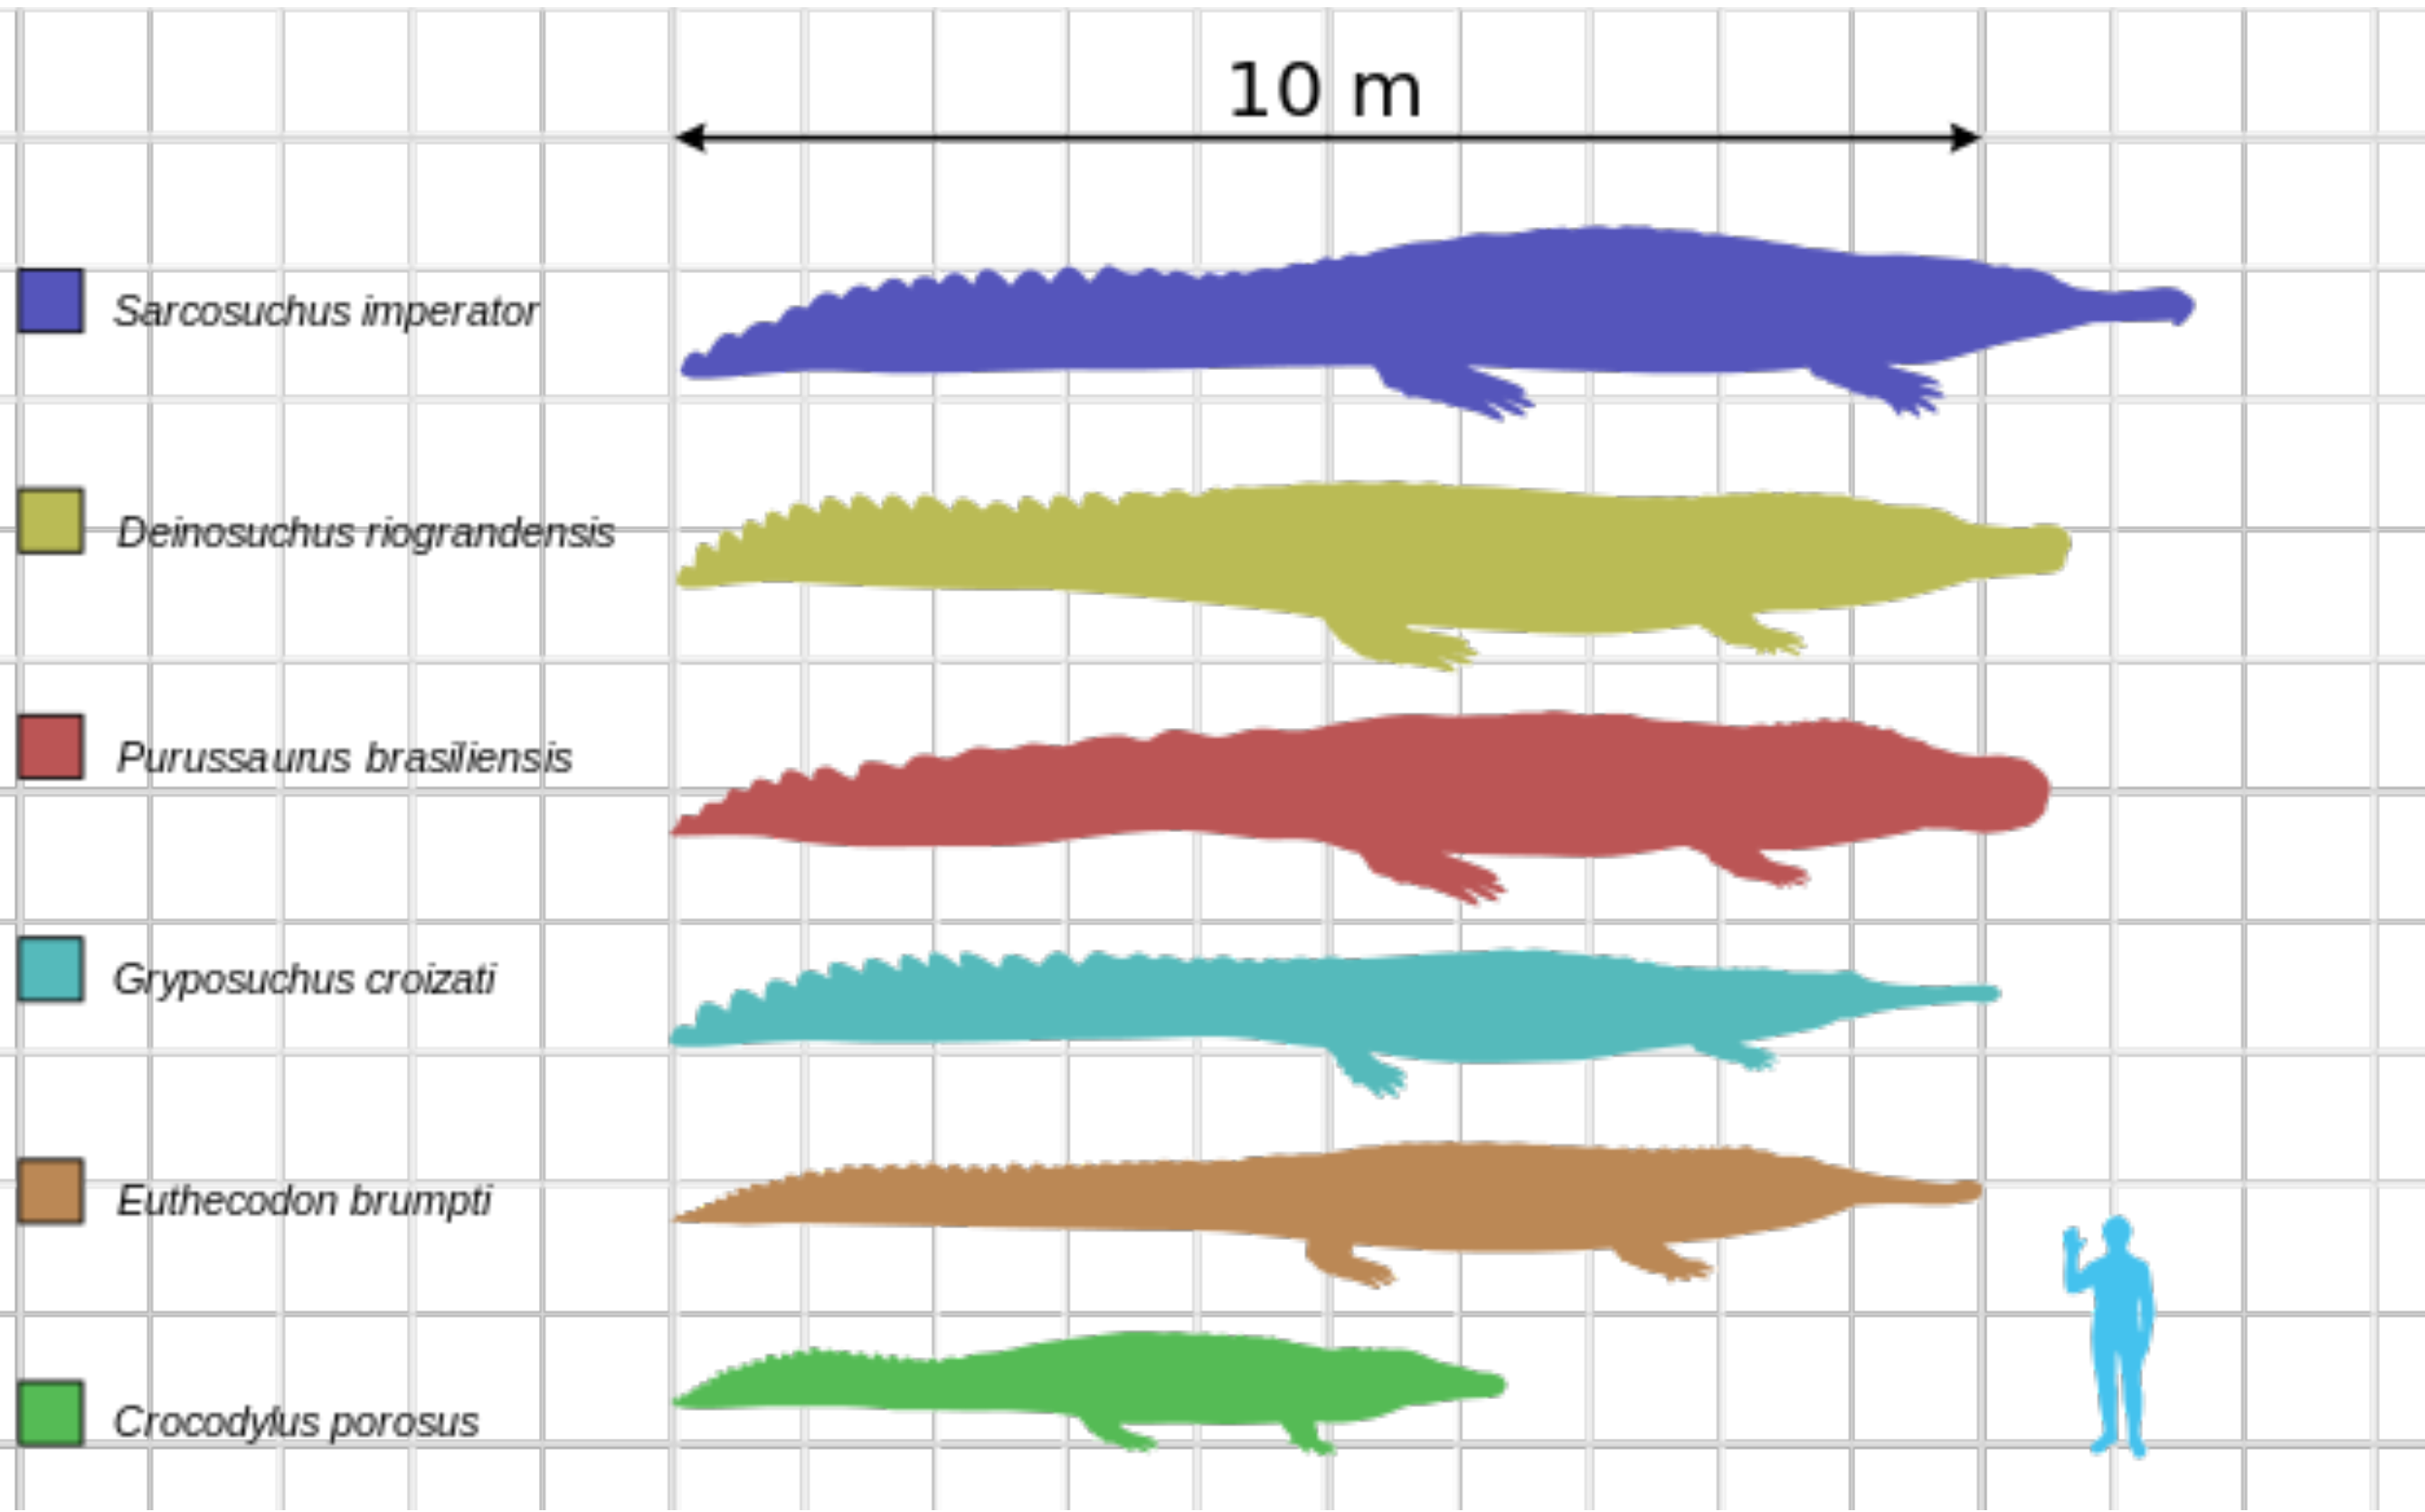 10 m
Sarcosuchus imperator
Deinosuchus riograndensis
Purussaurus brasiliensis
Gryposuchus croizati
Euthecodon brumpti
Crocodylus porosus